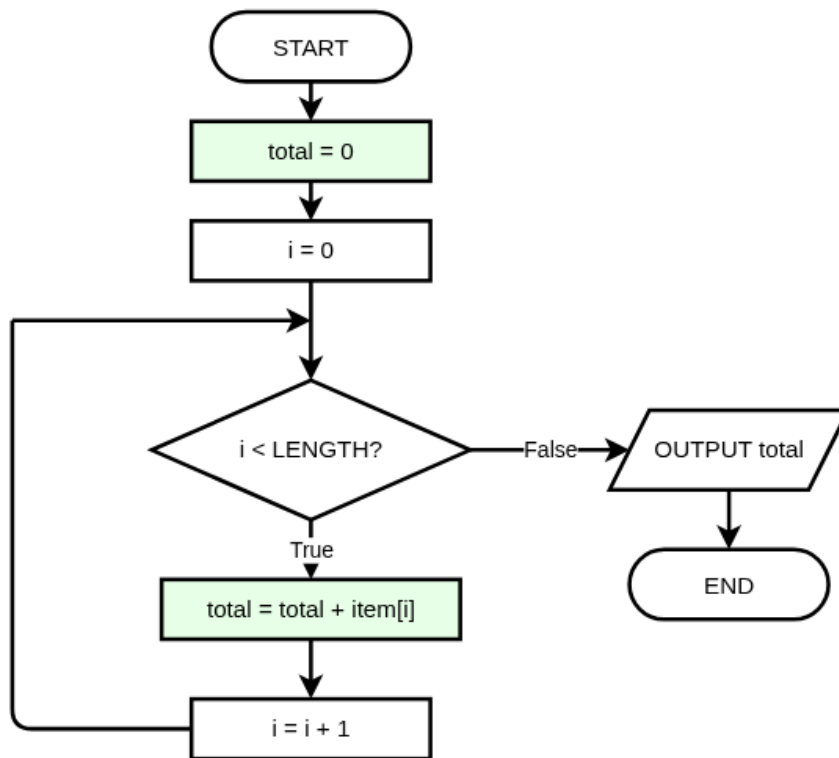 START
total = 0
i = 0
i < LENGTH?
False
OUTPUT total
True
END
total = total + item[i]
i = i + 1